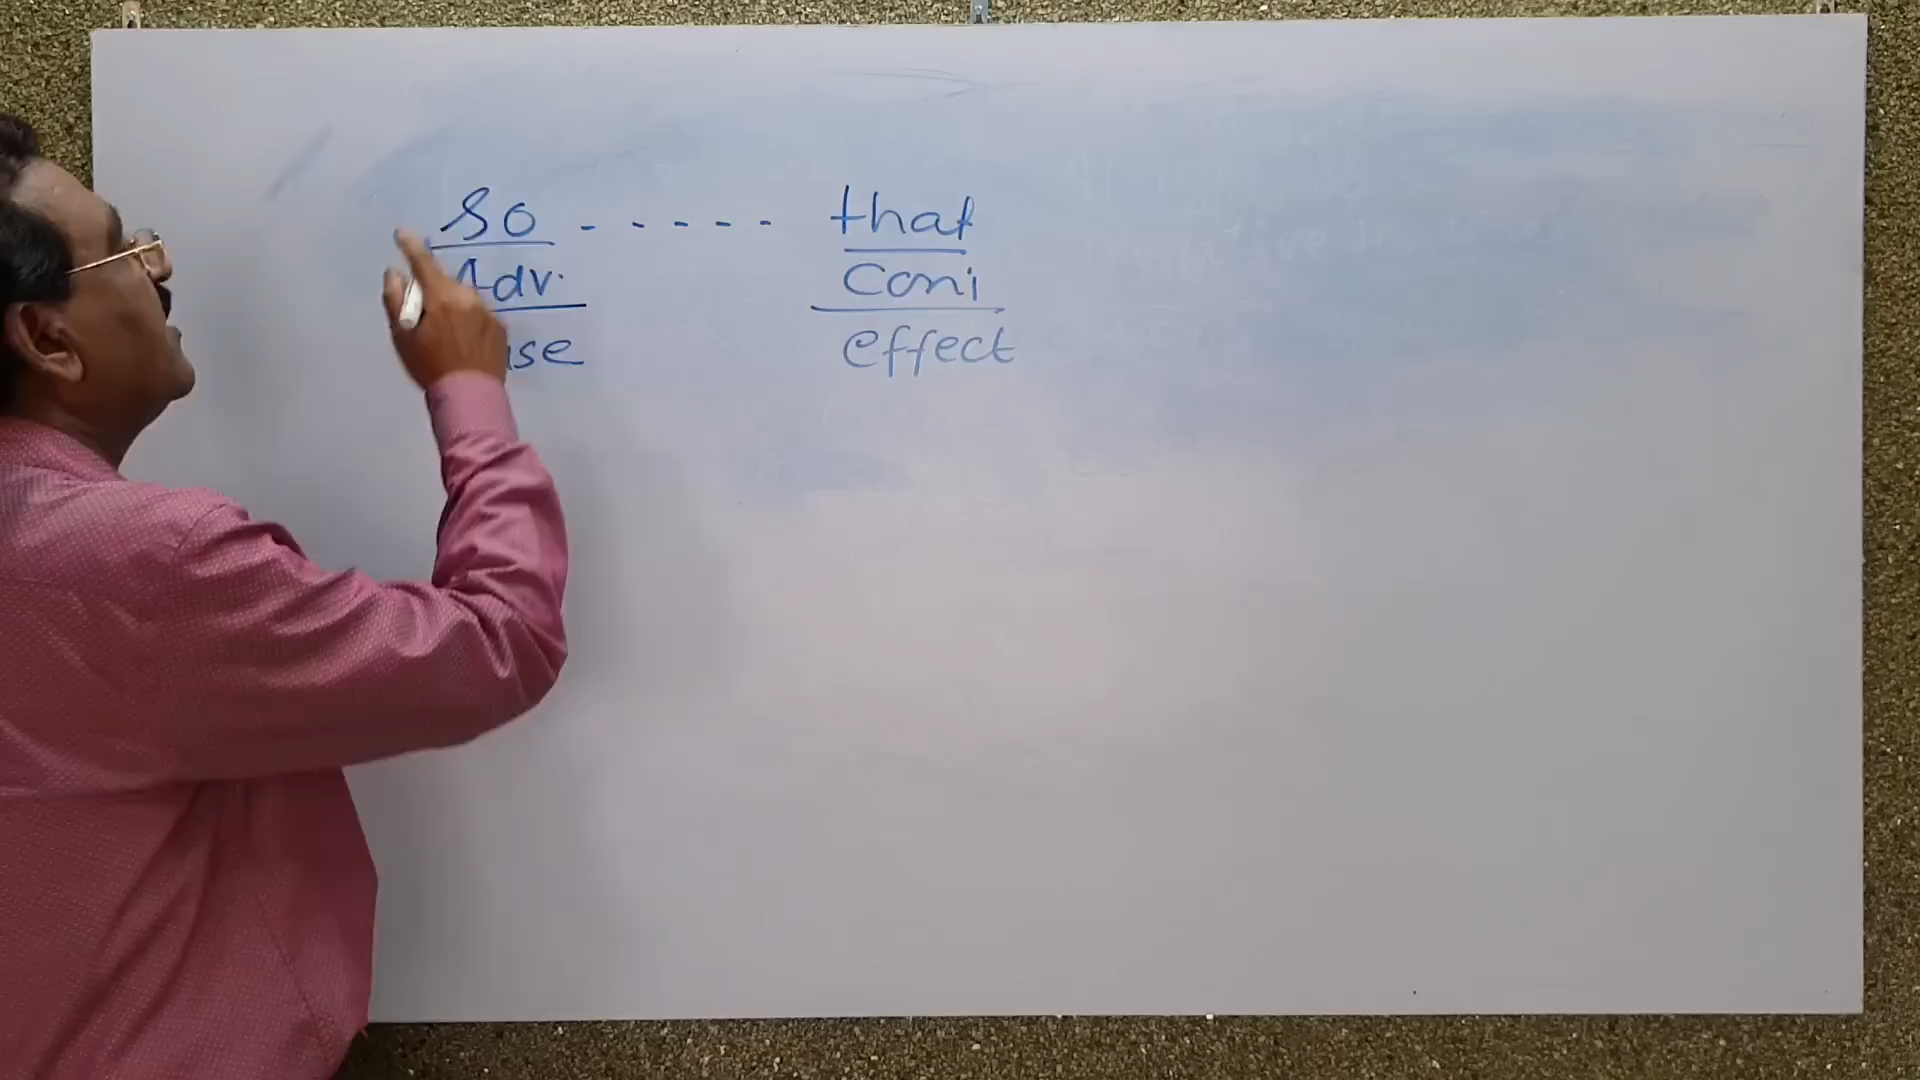 so - - - - - that
Adv. Conj
effect